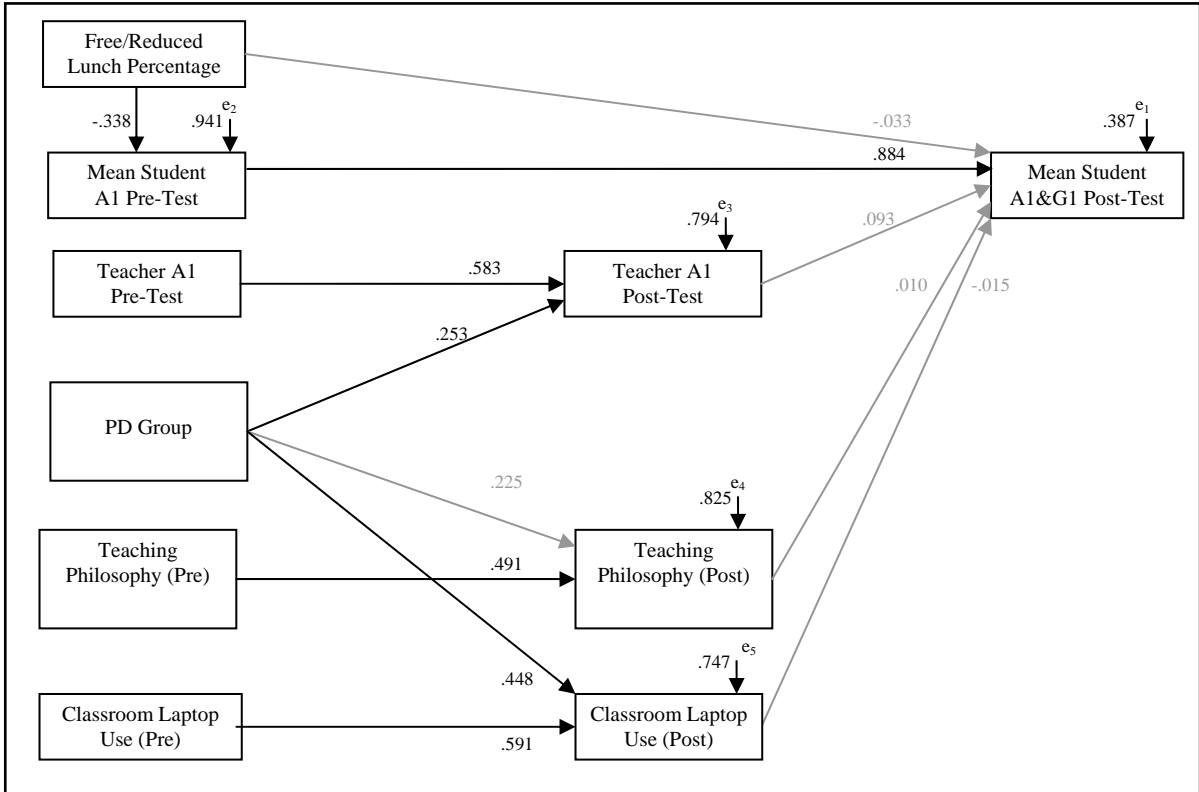 Free/Reduced
Lunch Percentage
-.338
.941
e2
-.033
e1
.387
Mean Student
A1 Pre-Test
.884
Mean Student
A1&G1 Post-Test
e3
.794
.093
Teacher A1
Pre-Test
.583
Teacher A1
Post-Test
.010
-.015
.253
PD Group
.225
e4
.825
Teaching
Philosophy (Pre)
.491
Teaching
Philosophy (Post)
e5
.747
.448
Classroom Laptop
Use (Pre)
.591
Classroom Laptop
Use (Post)